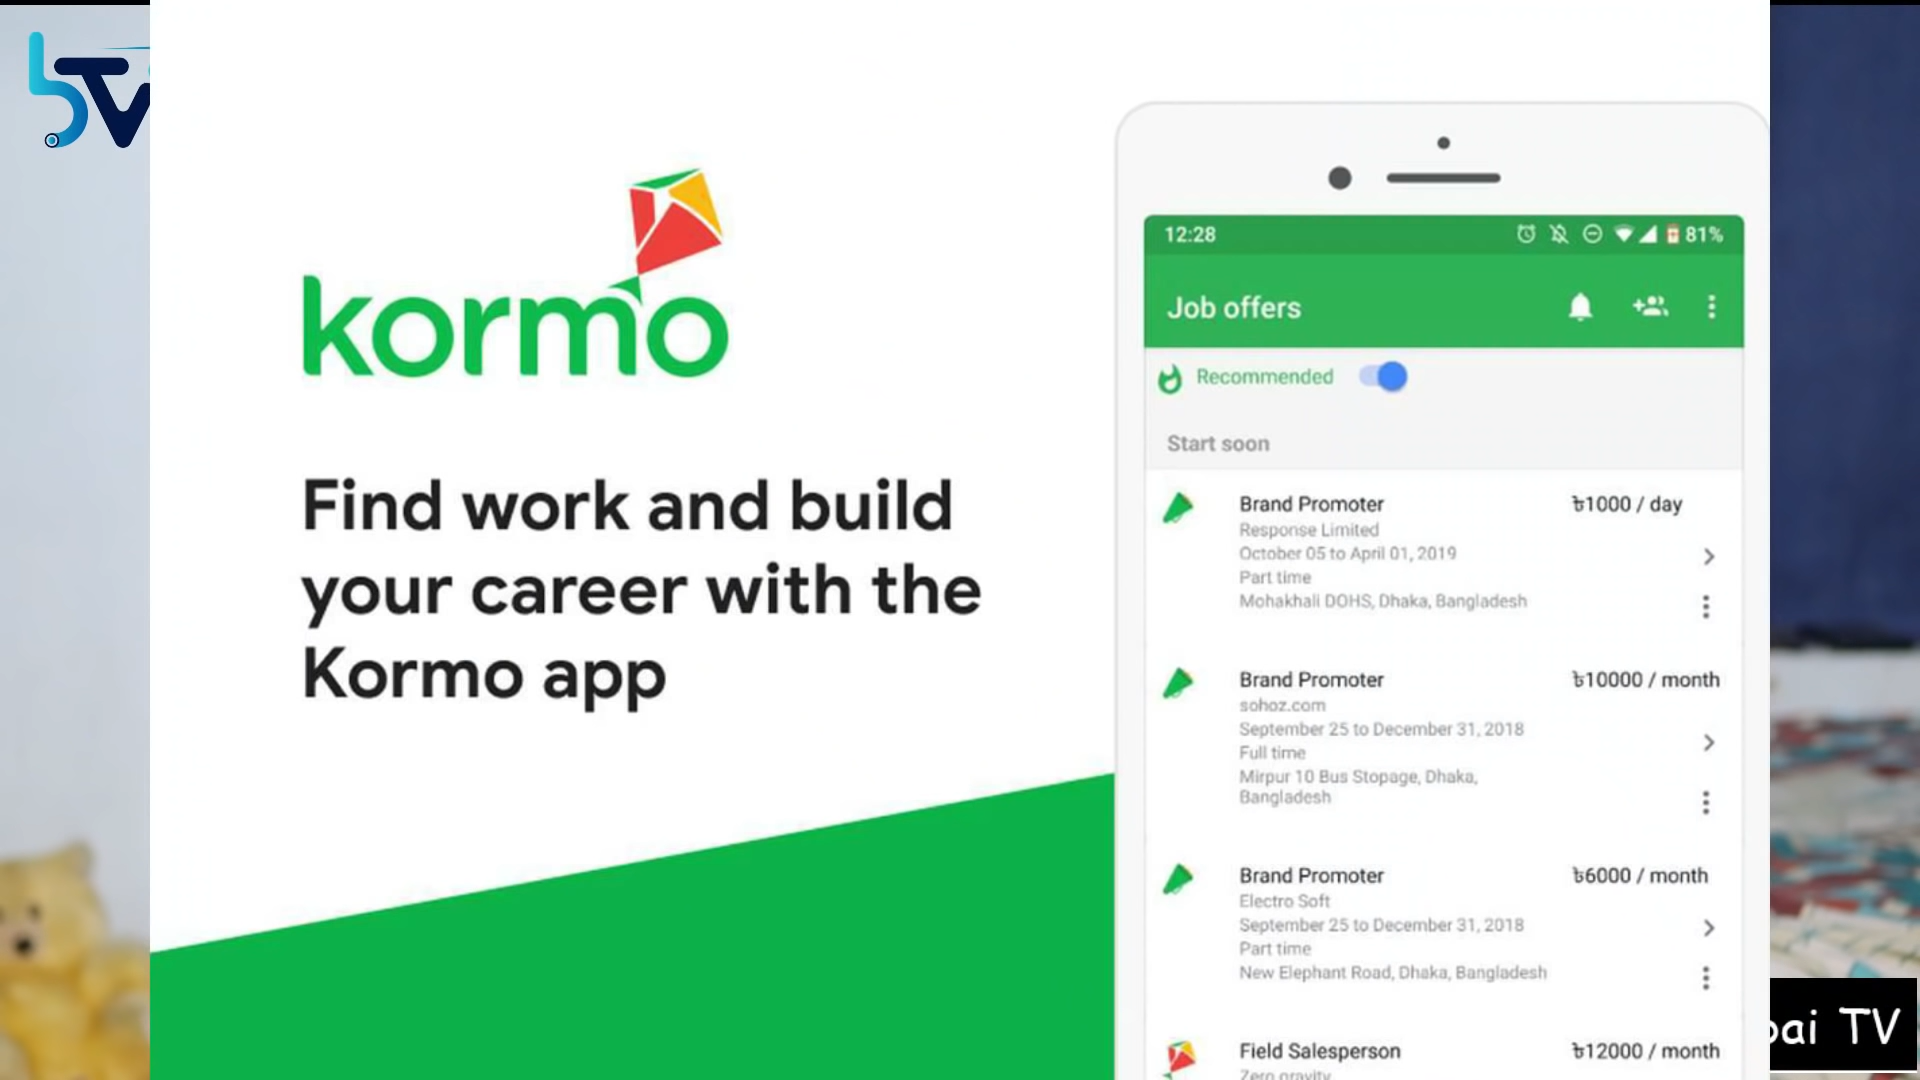 bTV
kormo
Find work and build
your career with the
Kormo app
12:28
81%
Job offers
Recommended
Start soon
Brand Promoter
৳1000 / day
Response Limited
October 05 to April 01, 2019
Part time
Mohakhali DOHS, Dhaka, Bangladesh
Brand Promoter
৳10000 / month
sohoz.com
September 25 to December 31, 2018
Full time
Mirpur 10 Bus Stopage, Dhaka,
Bangladesh
Brand Promoter
৳6000 / month
Electro Soft
September 25 to December 31, 2018
Part time
New Elephant Road, Dhaka, Bangladesh
Field Salesperson
৳12000 / month
Zero gravity
TV